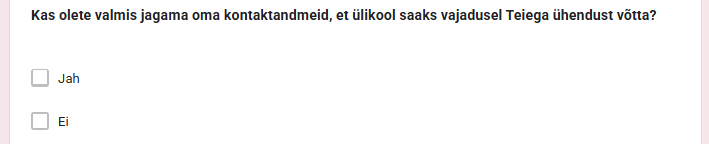 Kas olete valmis jagama oma kontaktandmeid, et ülikool saaks vajadusel Teiega ühendust võtta?
Jah
Ei